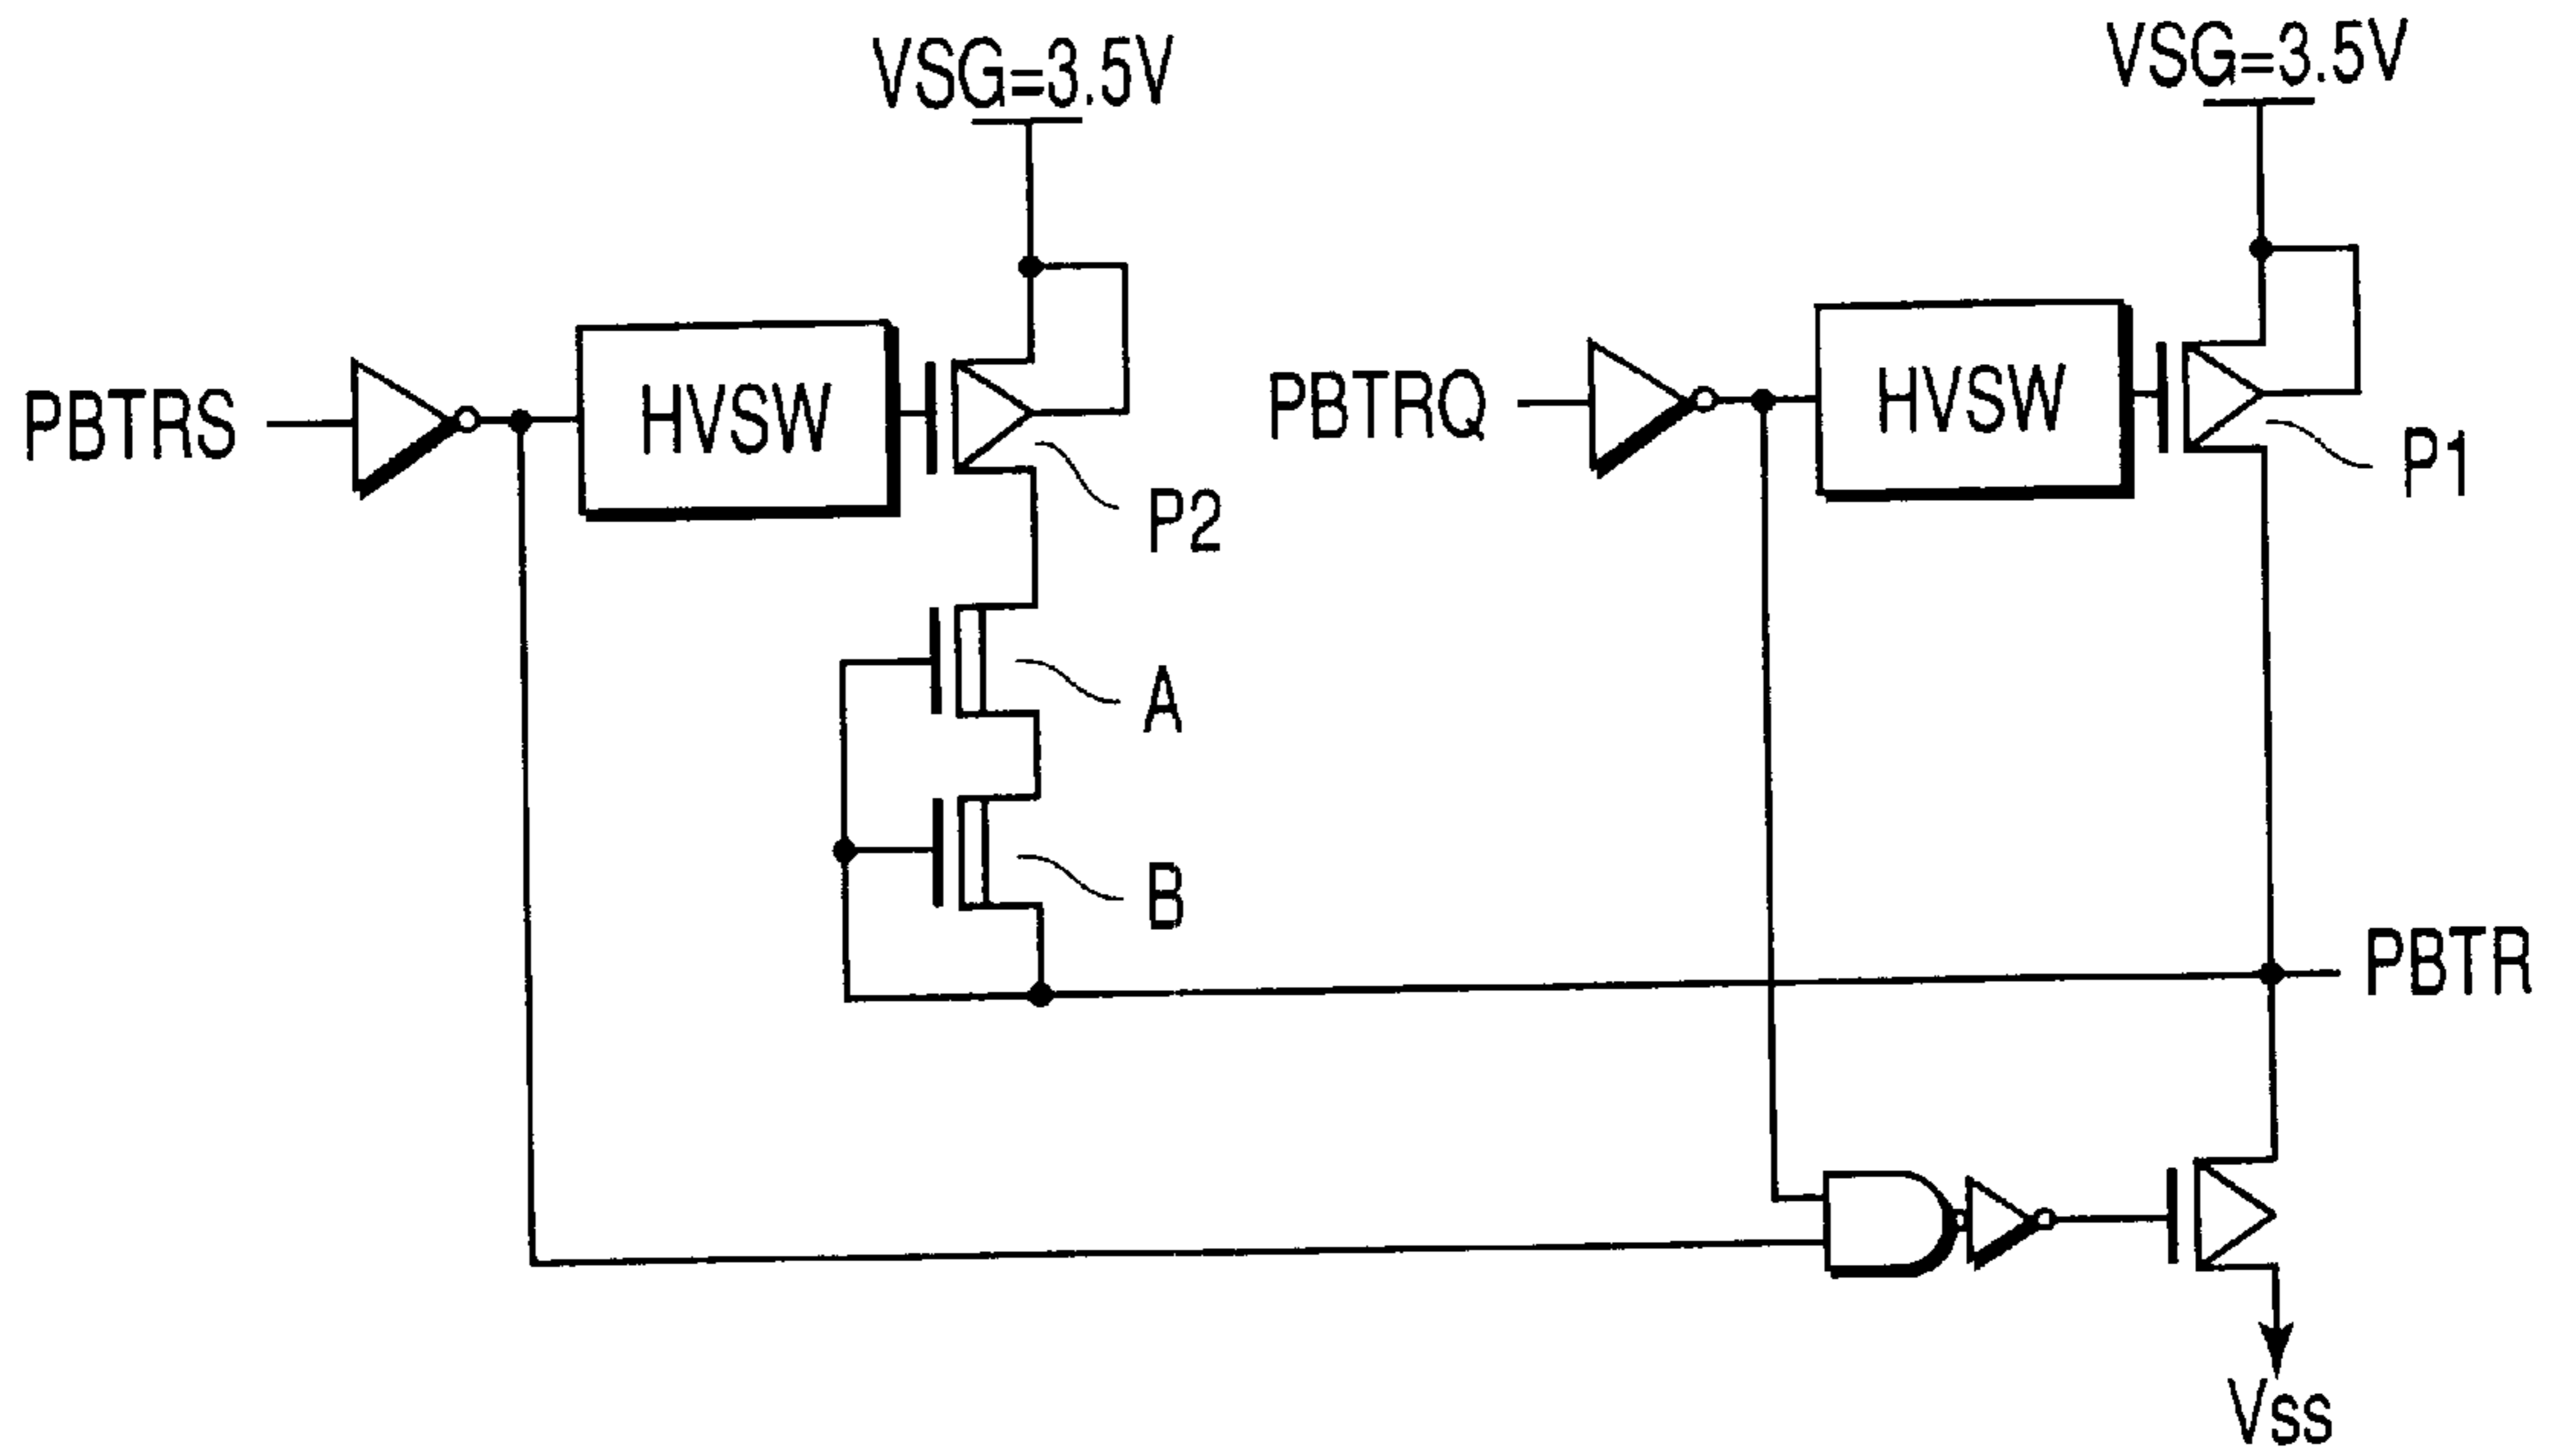 VSG=3.5V
VSG=3.5V
PBTRS
HVSW
P2
PBTRQ
HVSW
P1
A
B
PBTR
Vss